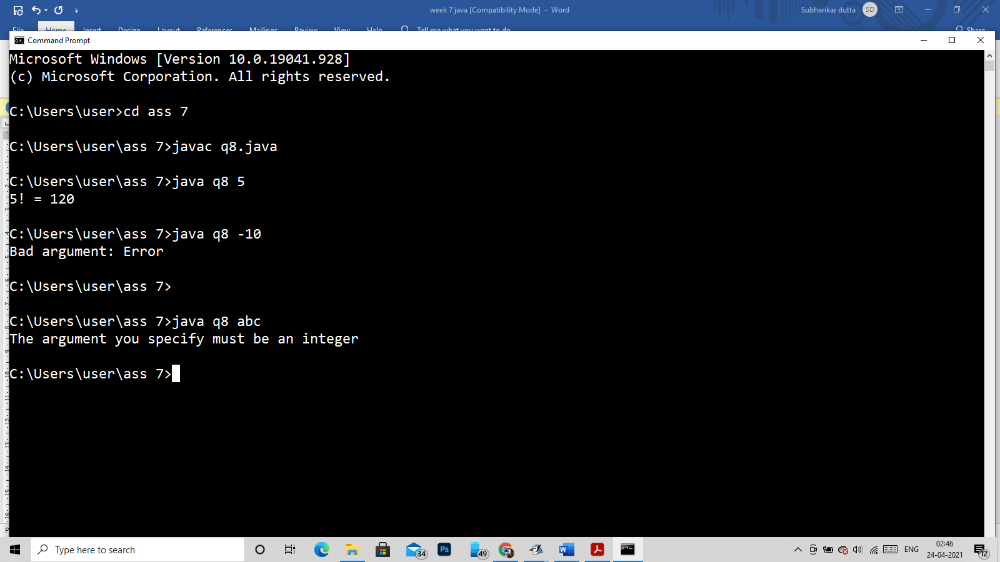 week 7 java [Compatibility Mode] - Word
Subhankar dutta
SD
File Home Insert Design Layout References Mailings Review View Help Tell me what you want to do
Share
Command Prompt
Microsoft Windows [Version 10.0.19041.928]
(c) Microsoft Corporation. All rights reserved.
C:\Users\user>cd ass 7
C:\Users\user\ass 7>javac q8.java
C:\Users\user\ass 7>java q8 5
5! = 120
C:\Users\user\ass 7>java q8 -10
Bad argument: Error
C:\Users\user\ass 7>
C:\Users\user\ass 7>java q8 abc
The argument you specify must be an integer
C:\Users\user\ass 7>
Type here to search
34
Ps
49
ENG
02:46
24-04-2021
12